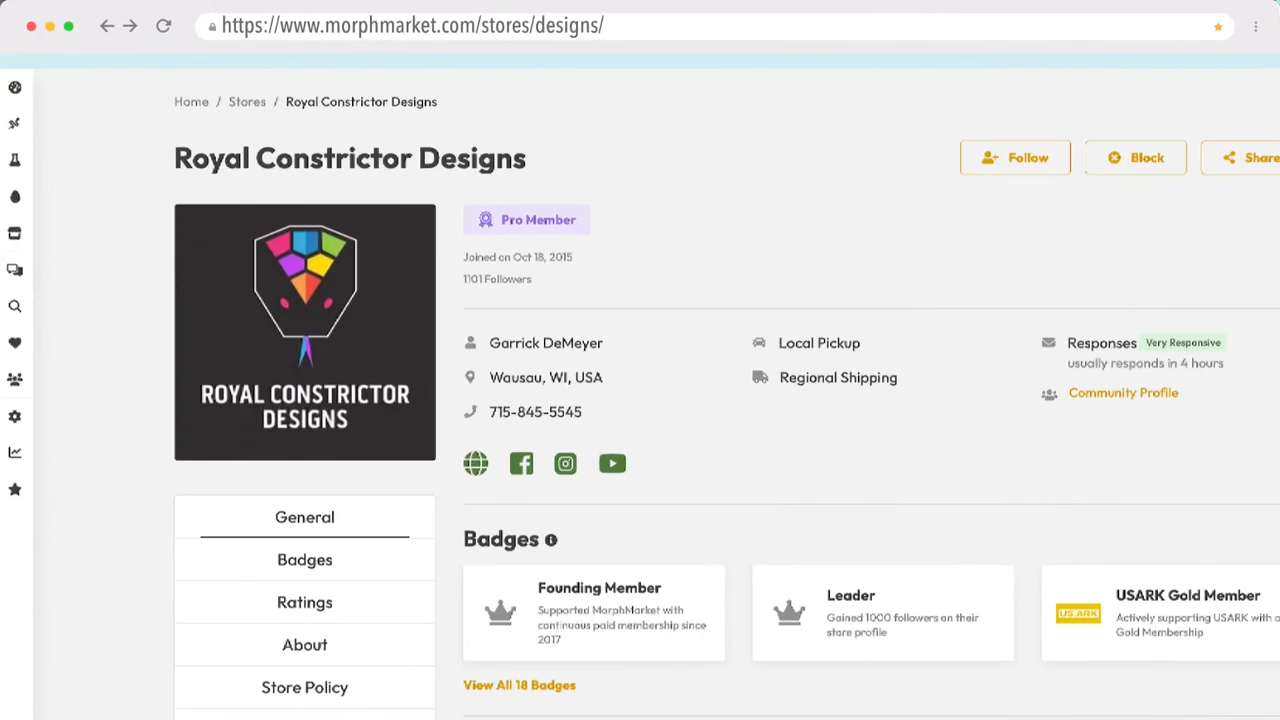 https://www.morphmarket.com/stores/designs/
Home / Stores / Royal Constrictor Designs
Royal Constrictor Designs
Follow
Block
Share
ROYAL CONSTRICTOR
DESIGNS
Pro Member
Joined on Oct 18, 2015
1101 Followers
Garrick DeMeyer
Wausau, WI, USA
715-845-5545
Local Pickup
Regional Shipping
Responses Very Responsive
usually responds in 4 hours
Community Profile
General
Badges
Ratings
About
Store Policy
Badges
Founding Member
Supported MorphMarket with
continuous paid membership since
2017
Leader
Gained 1000 followers on their
store profile
US ARK
USARK Gold Member
Actively supporting USARK with a
Gold Membership
View All 18 Badges